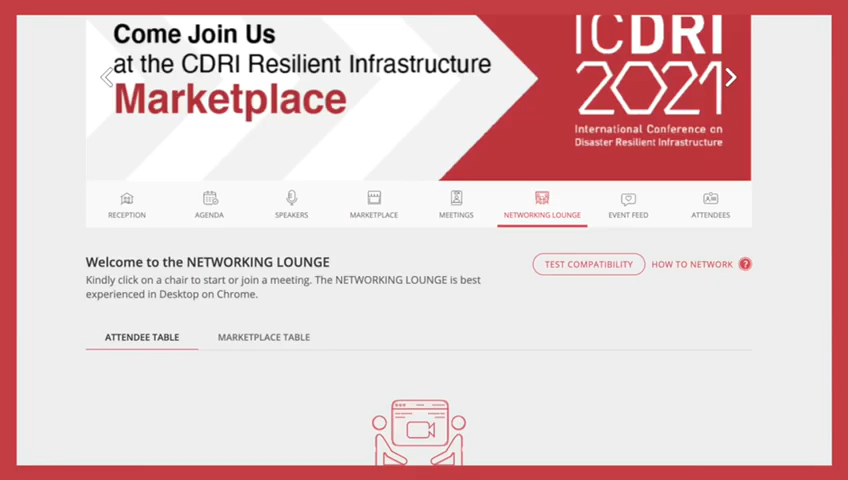 Come Join Us
at the CDRI Resilient Infrastructure
Marketplace
ICDRI
2021
International Conference on
Disaster Resilient Infrastructure
RECEPTION
AGENDA
SPEAKERS
MARKETPLACE
MEETINGS
NETWORKING LOUNGE
EVENT FEED
ATTENDEES
Welcome to the NETWORKING LOUNGE
Kindly click on a chair to start or join a meeting. The NETWORKING LOUNGE is best
experienced in Desktop on Chrome.
TEST COMPATIBILITY
HOW TO NETWORK ?
ATTENDEE TABLE
MARKETPLACE TABLE